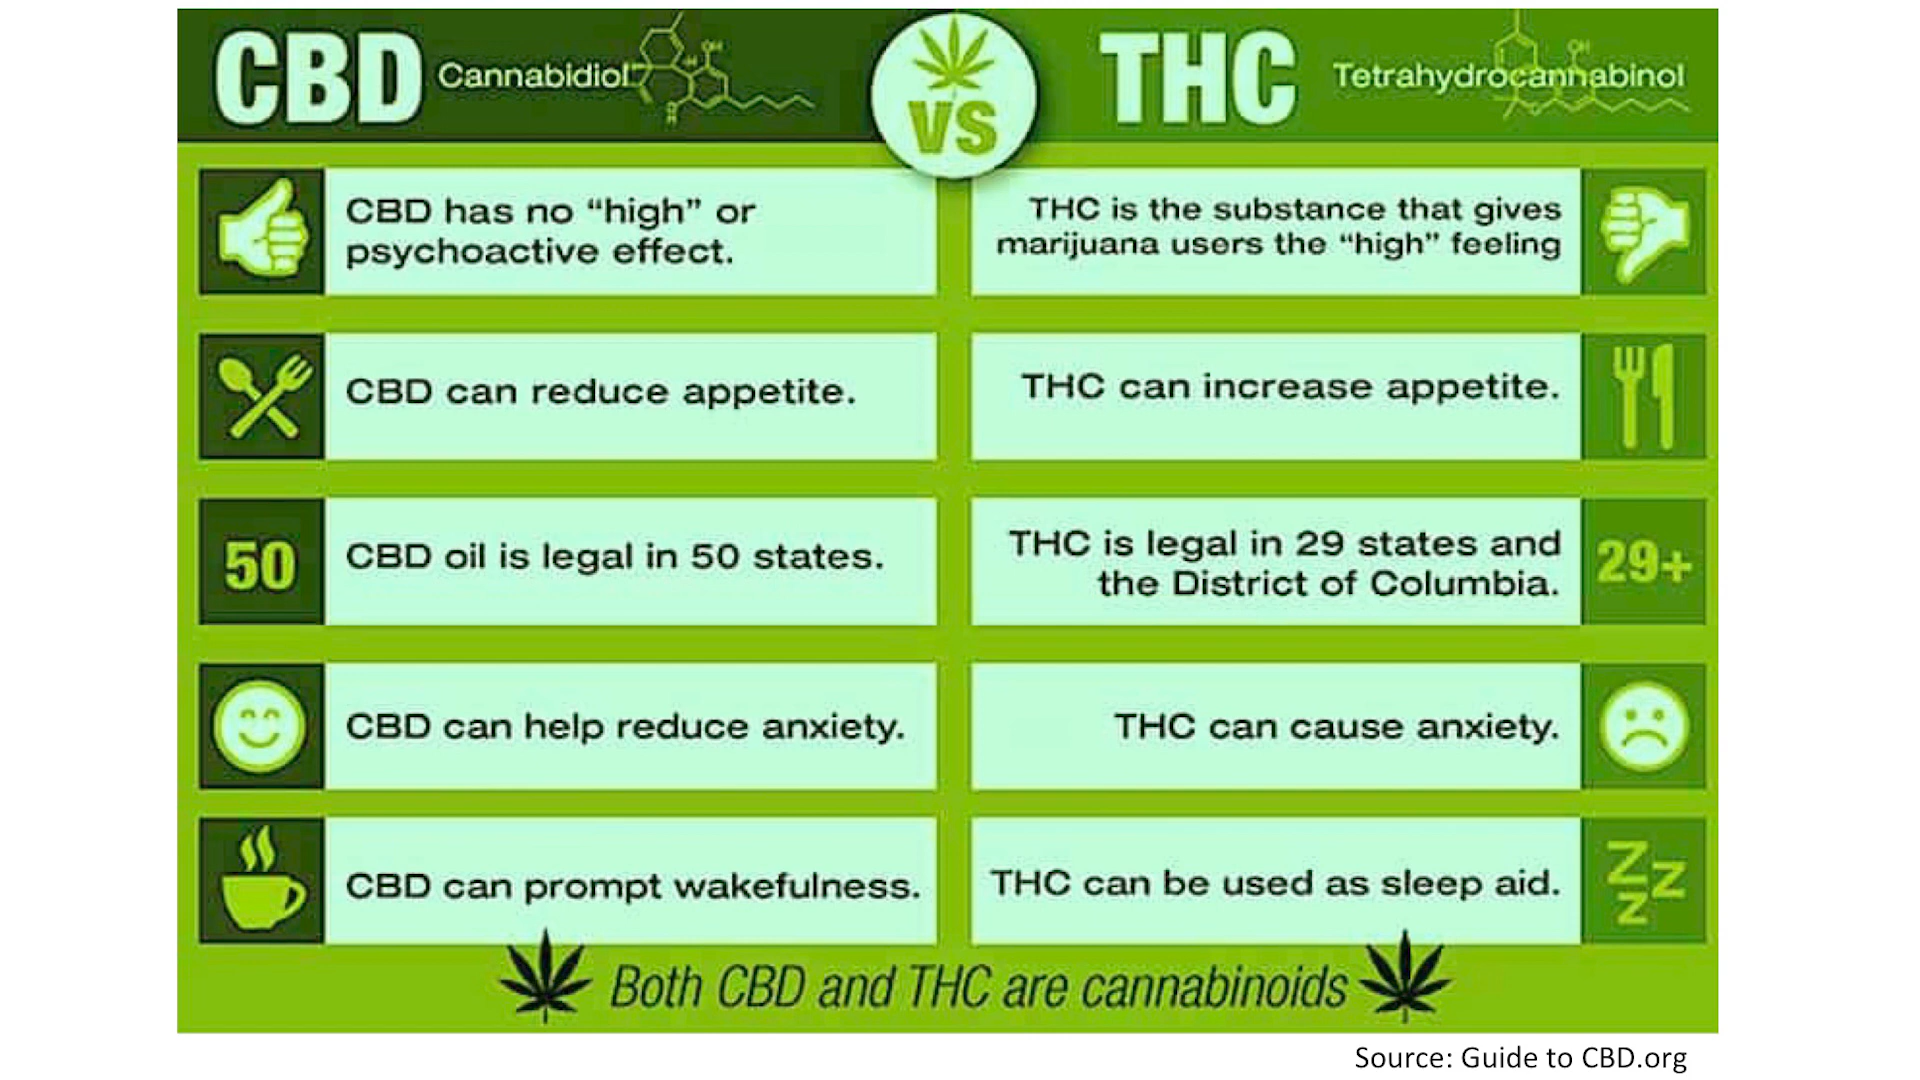 CBD Cannabidiol
VS
THC Tetrahydrocannabinol
CBD has no “high” or
psychoactive effect.
THC is the substance that gives
marijuana users the “high” feeling
CBD can reduce appetite.
THC can increase appetite.
50
CBD oil is legal in 50 states.
THC is legal in 29 states and
the District of Columbia.
29+
CBD can help reduce anxiety.
THC can cause anxiety.
CBD can prompt wakefulness.
THC can be used as sleep aid.
Z
Z
Z
Both CBD and THC are cannabinoids
Source: Guide to CBD.org